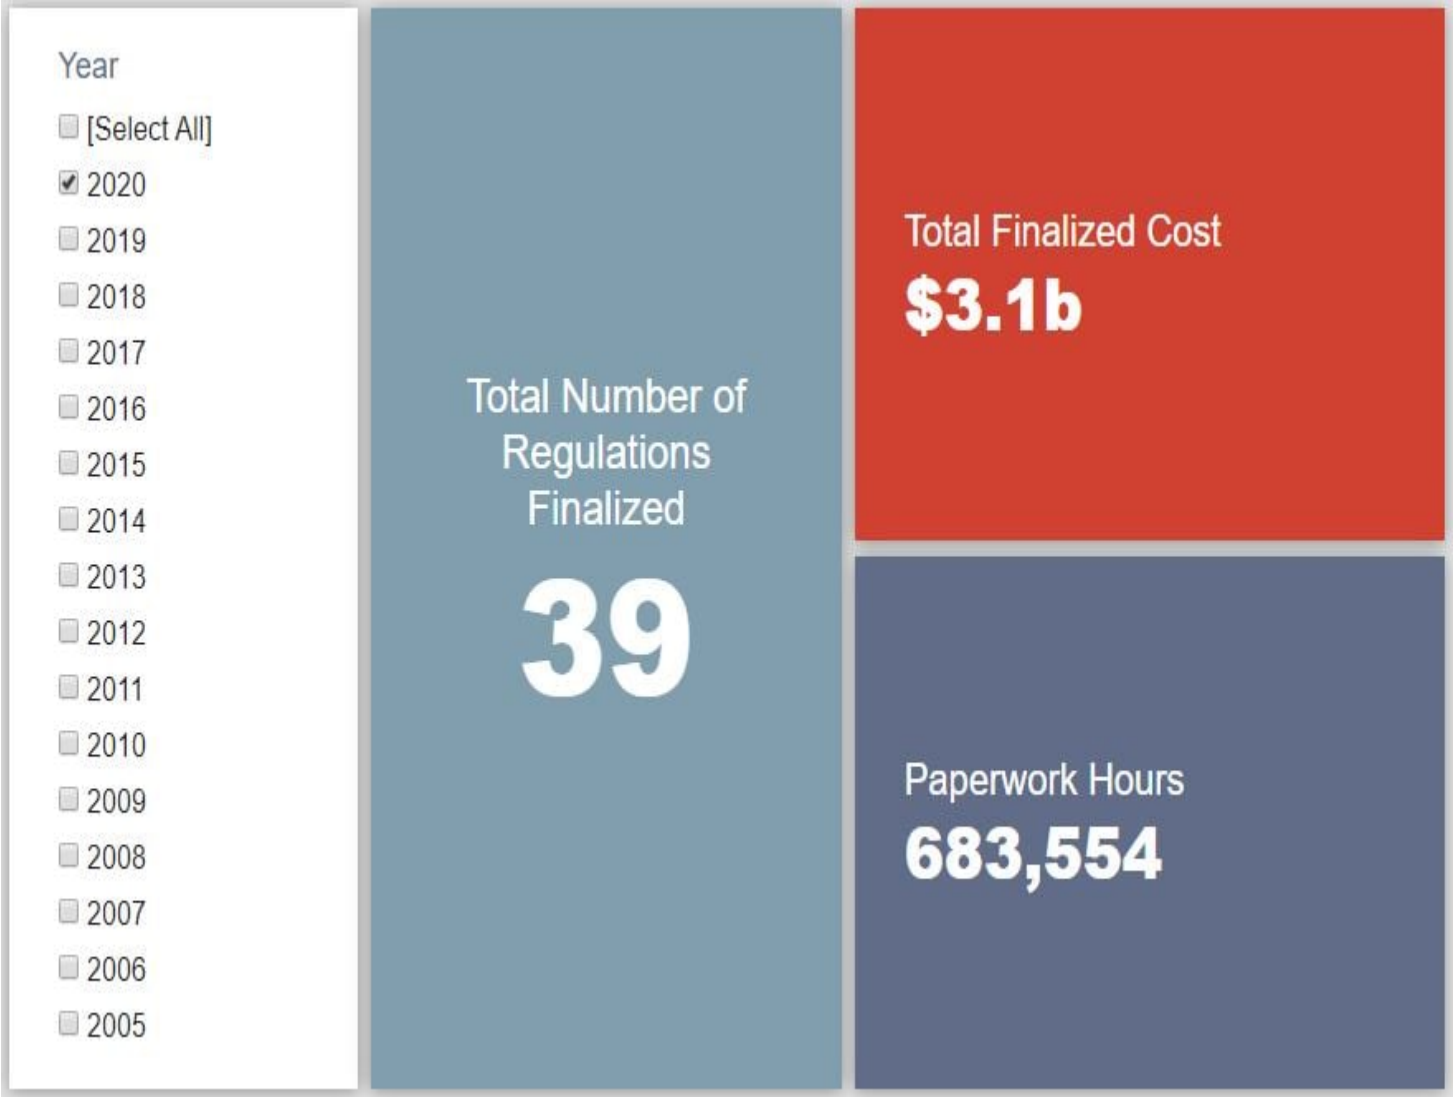 Year
[Select All]
2020
2019
2018
2017
2016
2015
2014
2013
2012
2011
2010
2009
2008
2007
2006
2005
Total Number of
Regulations
Finalized
39
Total Finalized Cost
$3.1b
Paperwork Hours
683,554